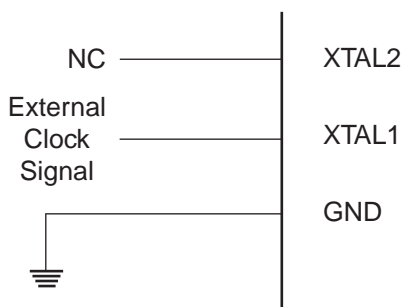 NC
XTAL2
External
Clock
Signal
XTAL1
GND